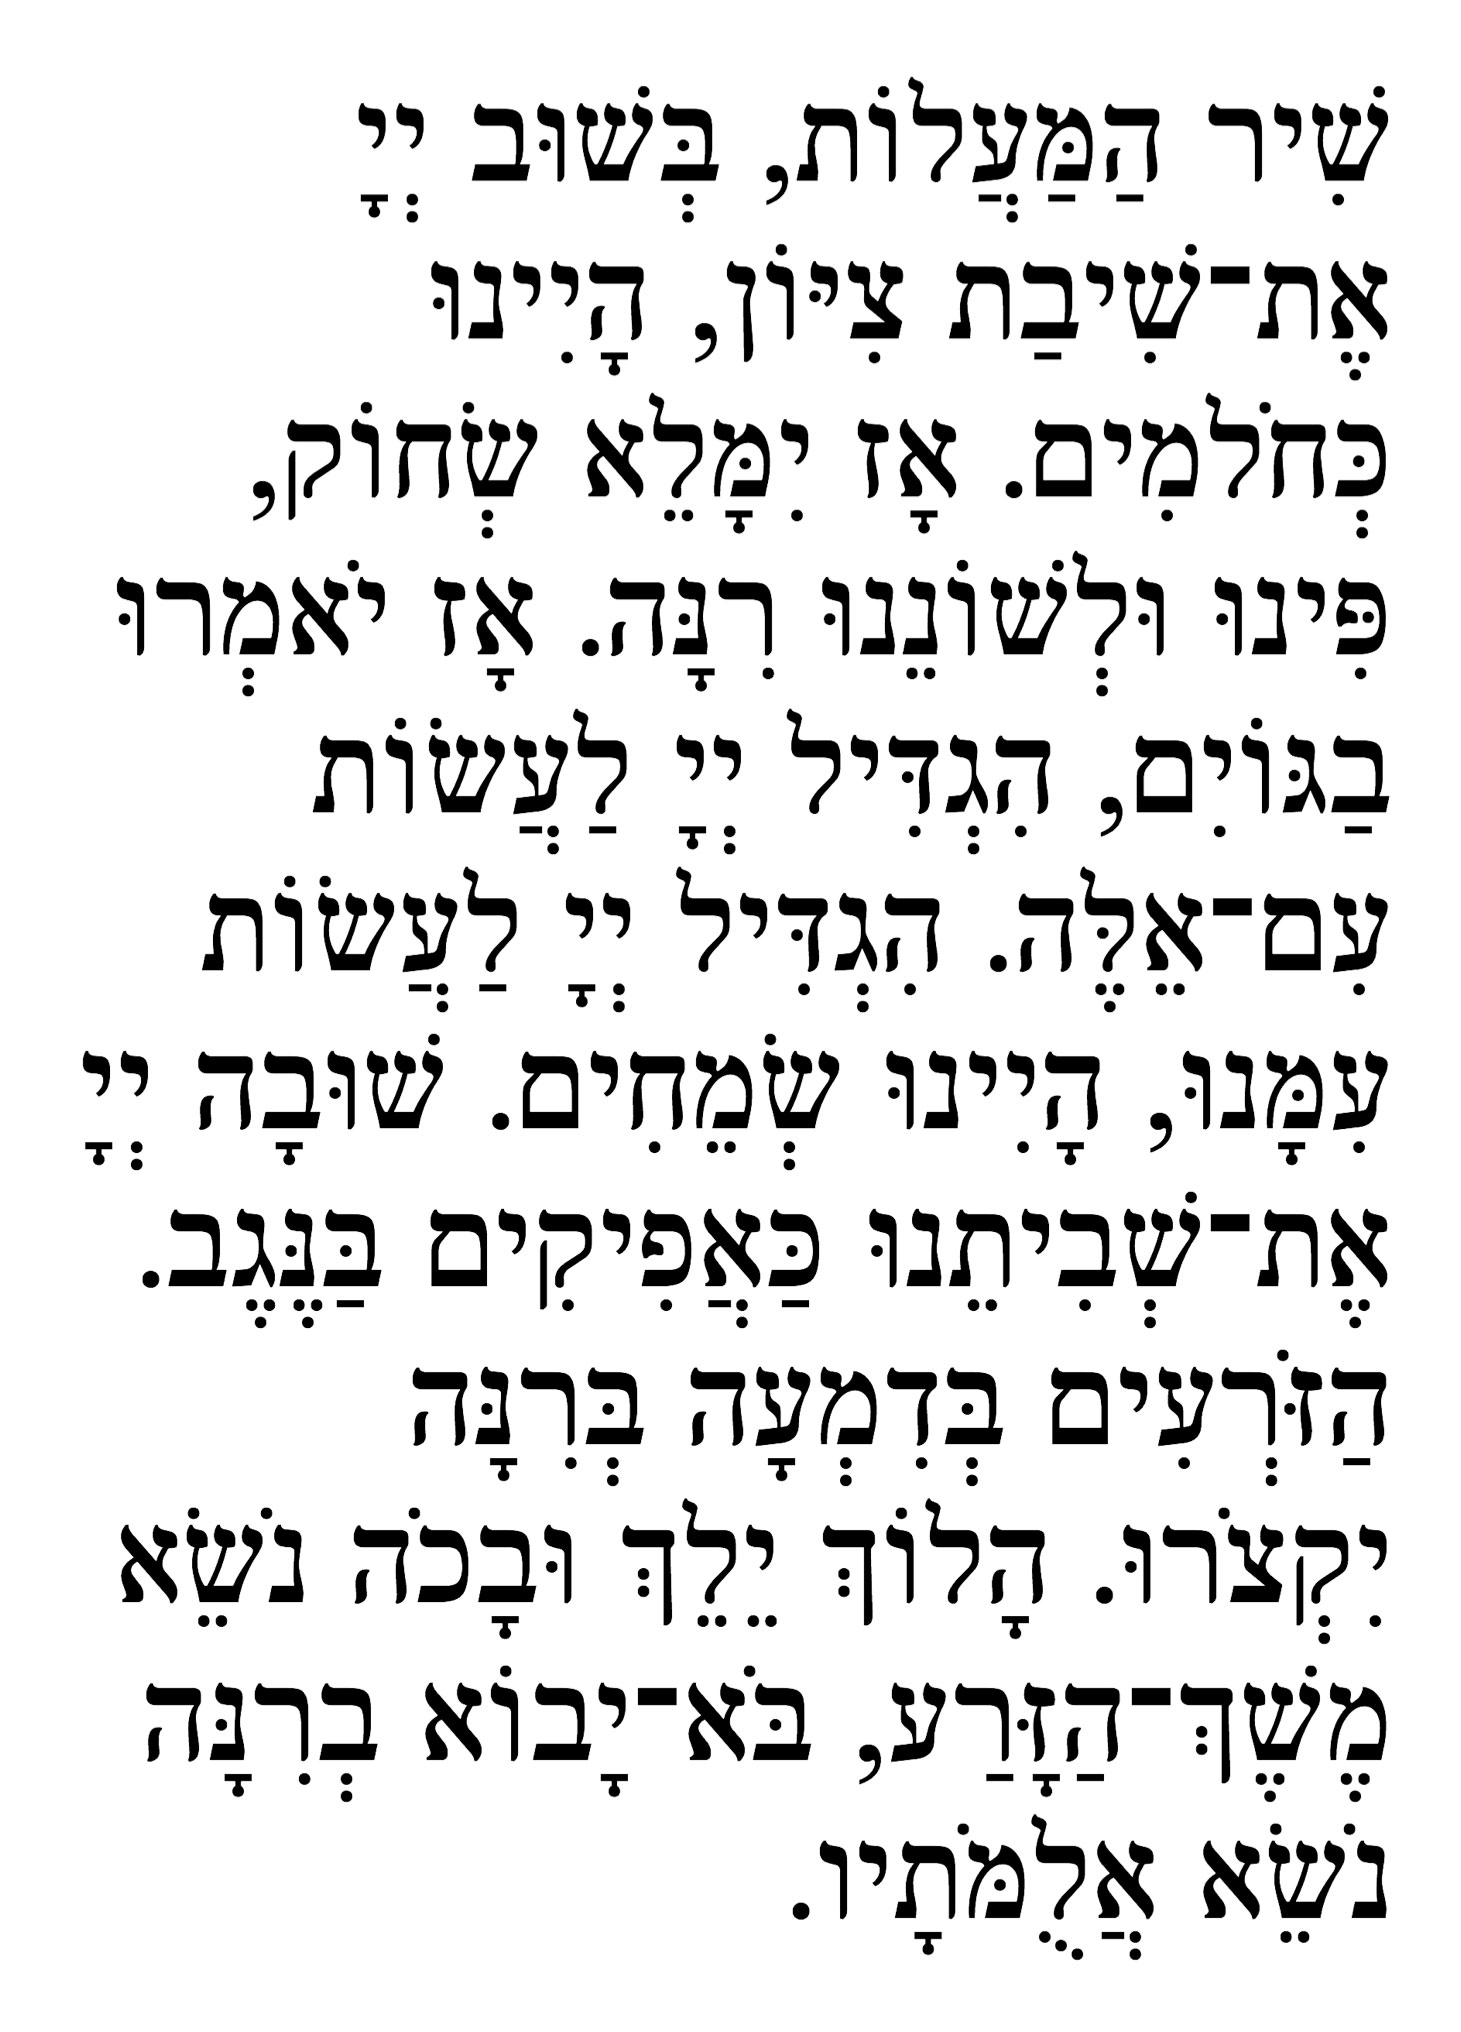 שִׁיר הַמַּעֲלוֹת, בְּשׁוּב יְיָ
אֶת־שִׁיבַת צִיּוֹן, הָיִינוּ
כְּחֹלמִים. אָז יִמָּלֵא שְׂחוֹק,
פִּינוּ וּלְשׁוֹנֵנוּ רִנָּה. אָז יֹאמְרוּ
בַגּוֹיִם, הִגְדִּיל יְיָ לַעֲשׂוֹת
עִם־אֵלֶּה. הִגְדִּיל יְיָ לַעֲשׂוֹת
עִמָּנוּ, הָיִינוּ שְׂמֵחִים. שׁוּבָה יְיָ
אֶת־שְׁבִיתֵנוּ כַּאֲפִיקִים בַּנֶּגֶב.
הַזֹּרְעִים בְּדִמְעָה בְּרִנָּה
יִקְצֹרוּ. הָלוֹךְ יֵלֵךְ וּבָכֹה נֹשֵׂא
מֶשֶׁךְ־הַזָּרַע, בֹּא־יָבוֹא בְרִנָּה
נֹשֵׂא אֲלֻמֹּתָיו.